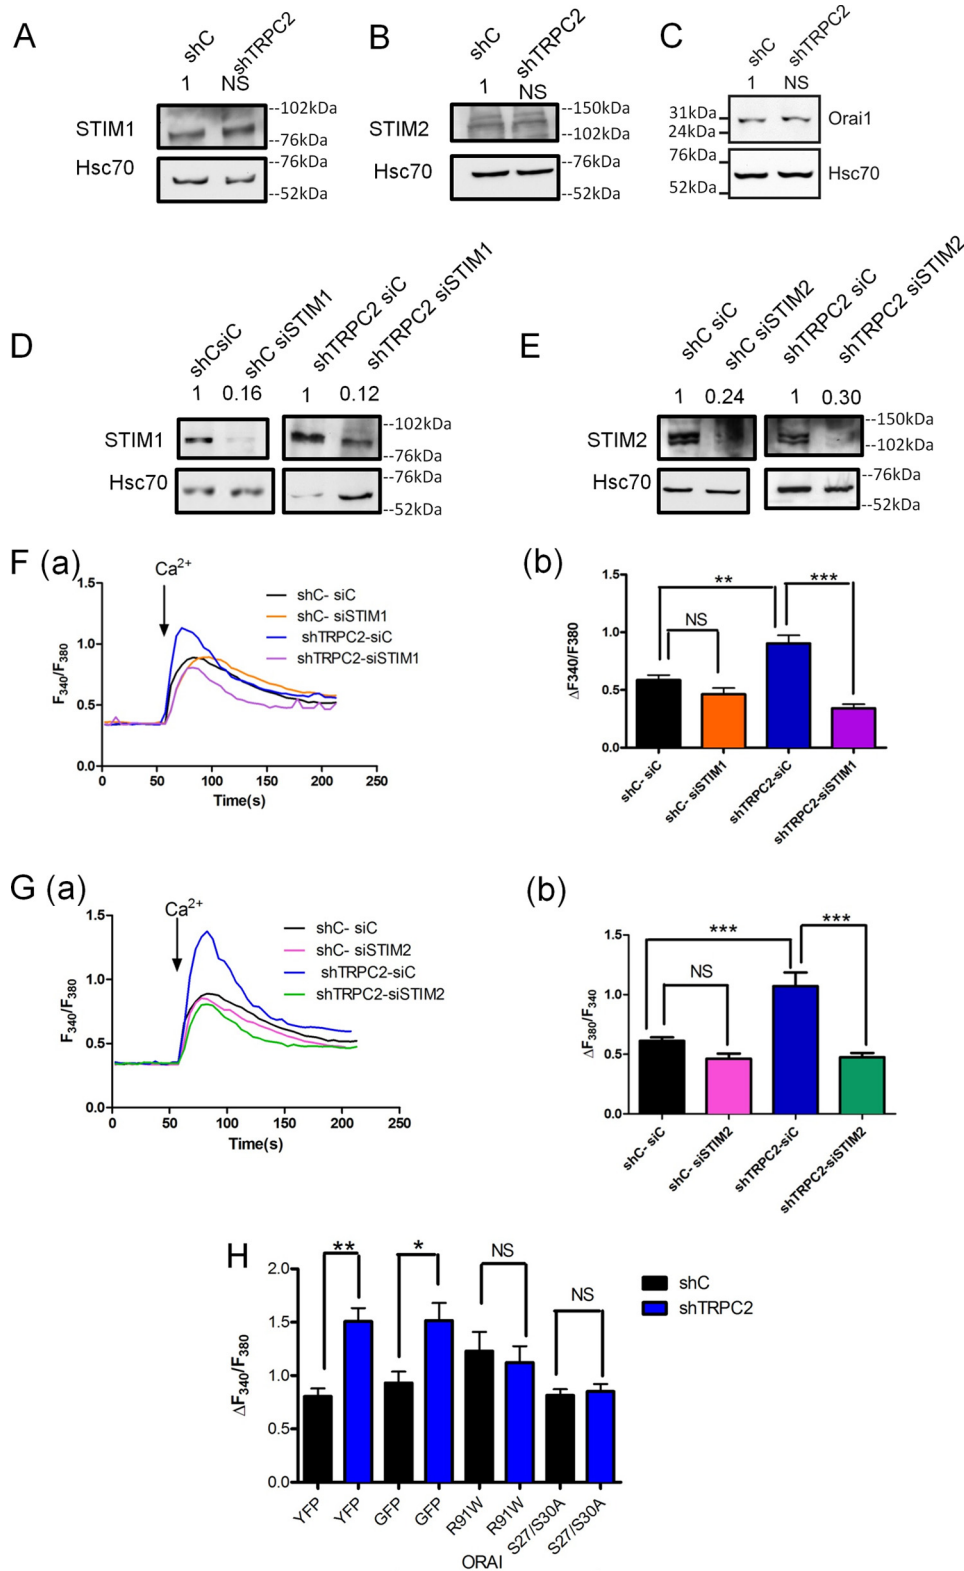 A
shC
shTRPC2
1
NS
STIM1
--102kDa
--76kDa
Hsc70
--76kDa
--52kDa
B
shC
shTRPC2
1
NS
STIM2
--150kDa
--102kDa
Hsc70
--76kDa
--52kDa
C
shC
shTRPC2
1
NS
31kDa
24kDa
Orai1
76kDa
52kDa
Hsc70
D
shCsiC
shC siSTIM1
shTRPC2 siC
shTRPC2 siSTIM1
1
0.16
1
0.12
STIM1
--102kDa
--76kDa
Hsc70
--76kDa
--52kDa
E
shC siC
shC siSTIM2
shTRPC2 siC
shTRPC2 siSTIM2
1
0.24
1
0.30
STIM2
--150kDa
--102kDa
Hsc70
--76kDa
--52kDa
F (a)
Ca2+
1.5
1.0
0.5
0.0
F340/F380
0
50
100
150
200
250
Time(s)
shC- siC
shC- siSTIM1
shTRPC2-siC
shTRPC2-siSTIM1
(b)
1.5
1.0
0.5
0.0
ΔF340/F380
NS
**
***
shC- siC
shC- siSTIM1
shTRPC2-siC
shTRPC2-siSTIM1
G (a)
Ca2+
1.5
1.0
0.5
0.0
F340/F380
0
50
100
150
200
250
Time(s)
shC- siC
shC- siSTIM2
shTRPC2-siC
shTRPC2-siSTIM2
(b)
1.5
1.0
0.5
0.0
ΔF380/F340
NS
***
***
shC- siC
shC- siSTIM2
shTRPC2-siC
shTRPC2-siSTIM2
H
2.0
1.5
1.0
0.5
0.0
ΔF340/F380
**
*
NS
NS
shC
shTRPC2
YFP
YFP
GFP
GFP
R91W
R91W
S27/S30A
S27/S30A
ORAI